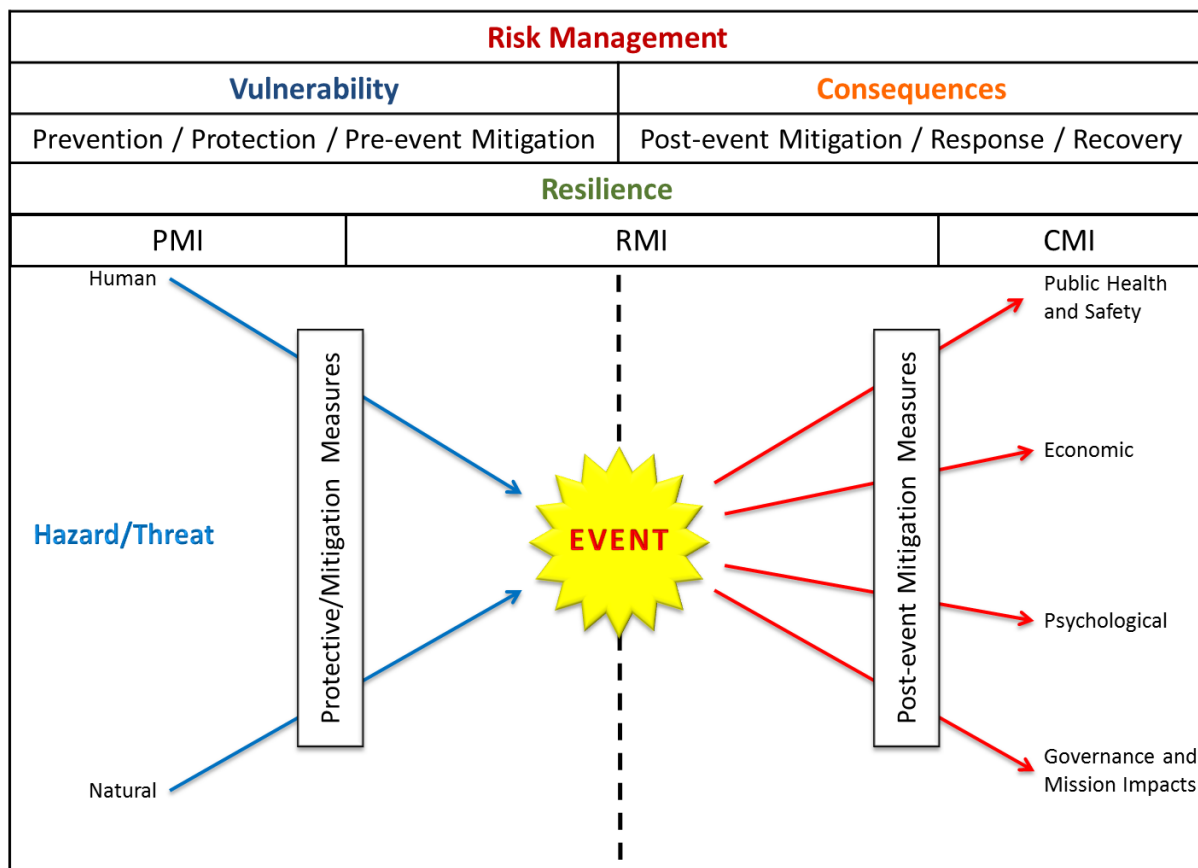 Risk Management
Vulnerability
Consequences
Prevention / Protection / Pre-event Mitigation
Post-event Mitigation / Response / Recovery
Resilience
PMI
RMI
CMI
Human
Hazard/Threat
Natural
Protective/Mitigation Measures
EVENT
Post-event Mitigation Measures
Public Health
and Safety
Economic
Psychological
Governance and
Mission Impacts